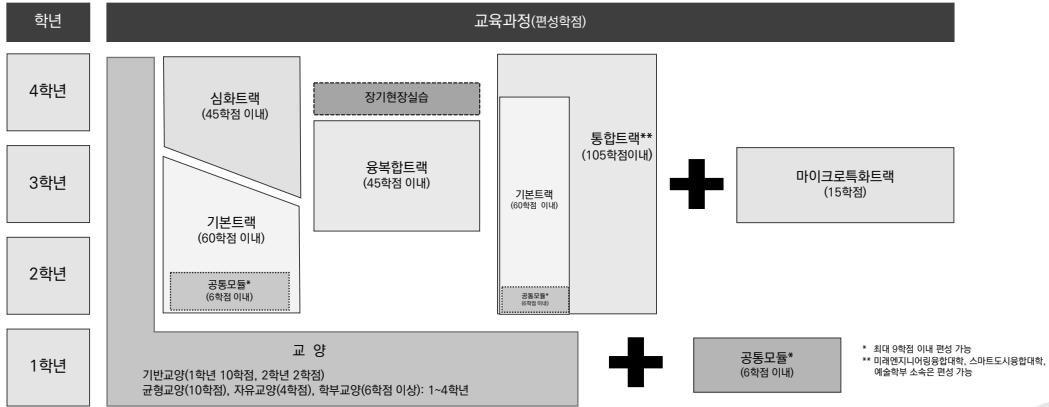 학년
교육과정(편성학점)
4학년
심화트랙
(45학점 이내)
장기현장실습
통합트랙**
(105학점이내)
3학년
융복합트랙
(45학점 이내)
마이크로특화트랙
(15학점)
기본트랙
(60학점 이내)
기본트랙
(60학점 이내)
2학년
공통모듈*
(6학점 이내)
공통모듈*
(6학점 이내)
1학년
교 양
기반교양(1학년 10학점, 2학년 2학점)
균형교양(10학점), 자유교양(4학점), 학부교양(6학점 이상): 1~4학년
공통모듈*
(6학점 이내)
* 최대 9학점 이내 편성 가능
** 미래엔지니어링융합대학, 스마트도시융합대학,
예술학부 소속은 편성 가능